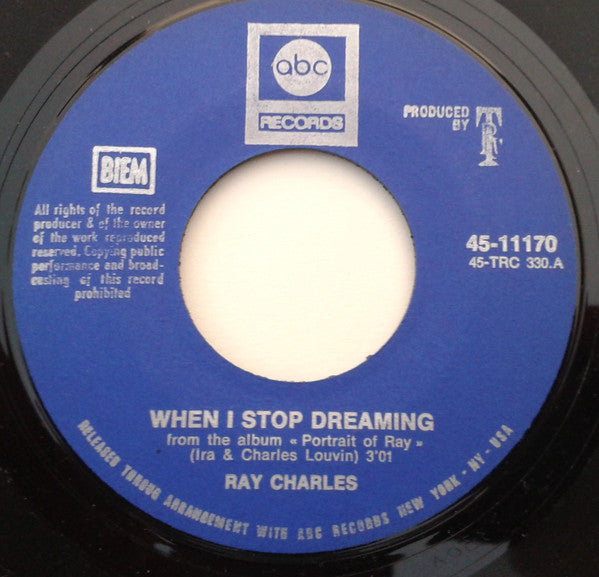 abc
RECORDS
PRODUCED
BY TRC
BIEM
All rights of the record
producer & of the owner
of the work reproduced
reserved. Copying public
performance and broad-
casting of this record
prohibited
45-11170
45-TRC 330.A
WHEN I STOP DREAMING
from the album « Portrait of Ray »
(Ira & Charles Louvin) 3'01
RAY CHARLES
RELEASED THROUG ARRANGEMENT WITH ABC RECORDS NEW YORK - NY - USA